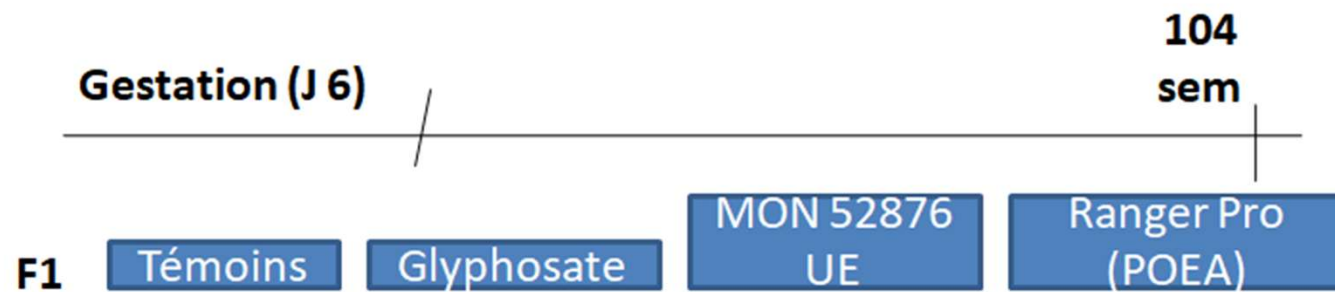 104
sem
Gestation (J 6)
MON 52876
UE
Ranger Pro
(POEA)
F1
Témoins
Glyphosate